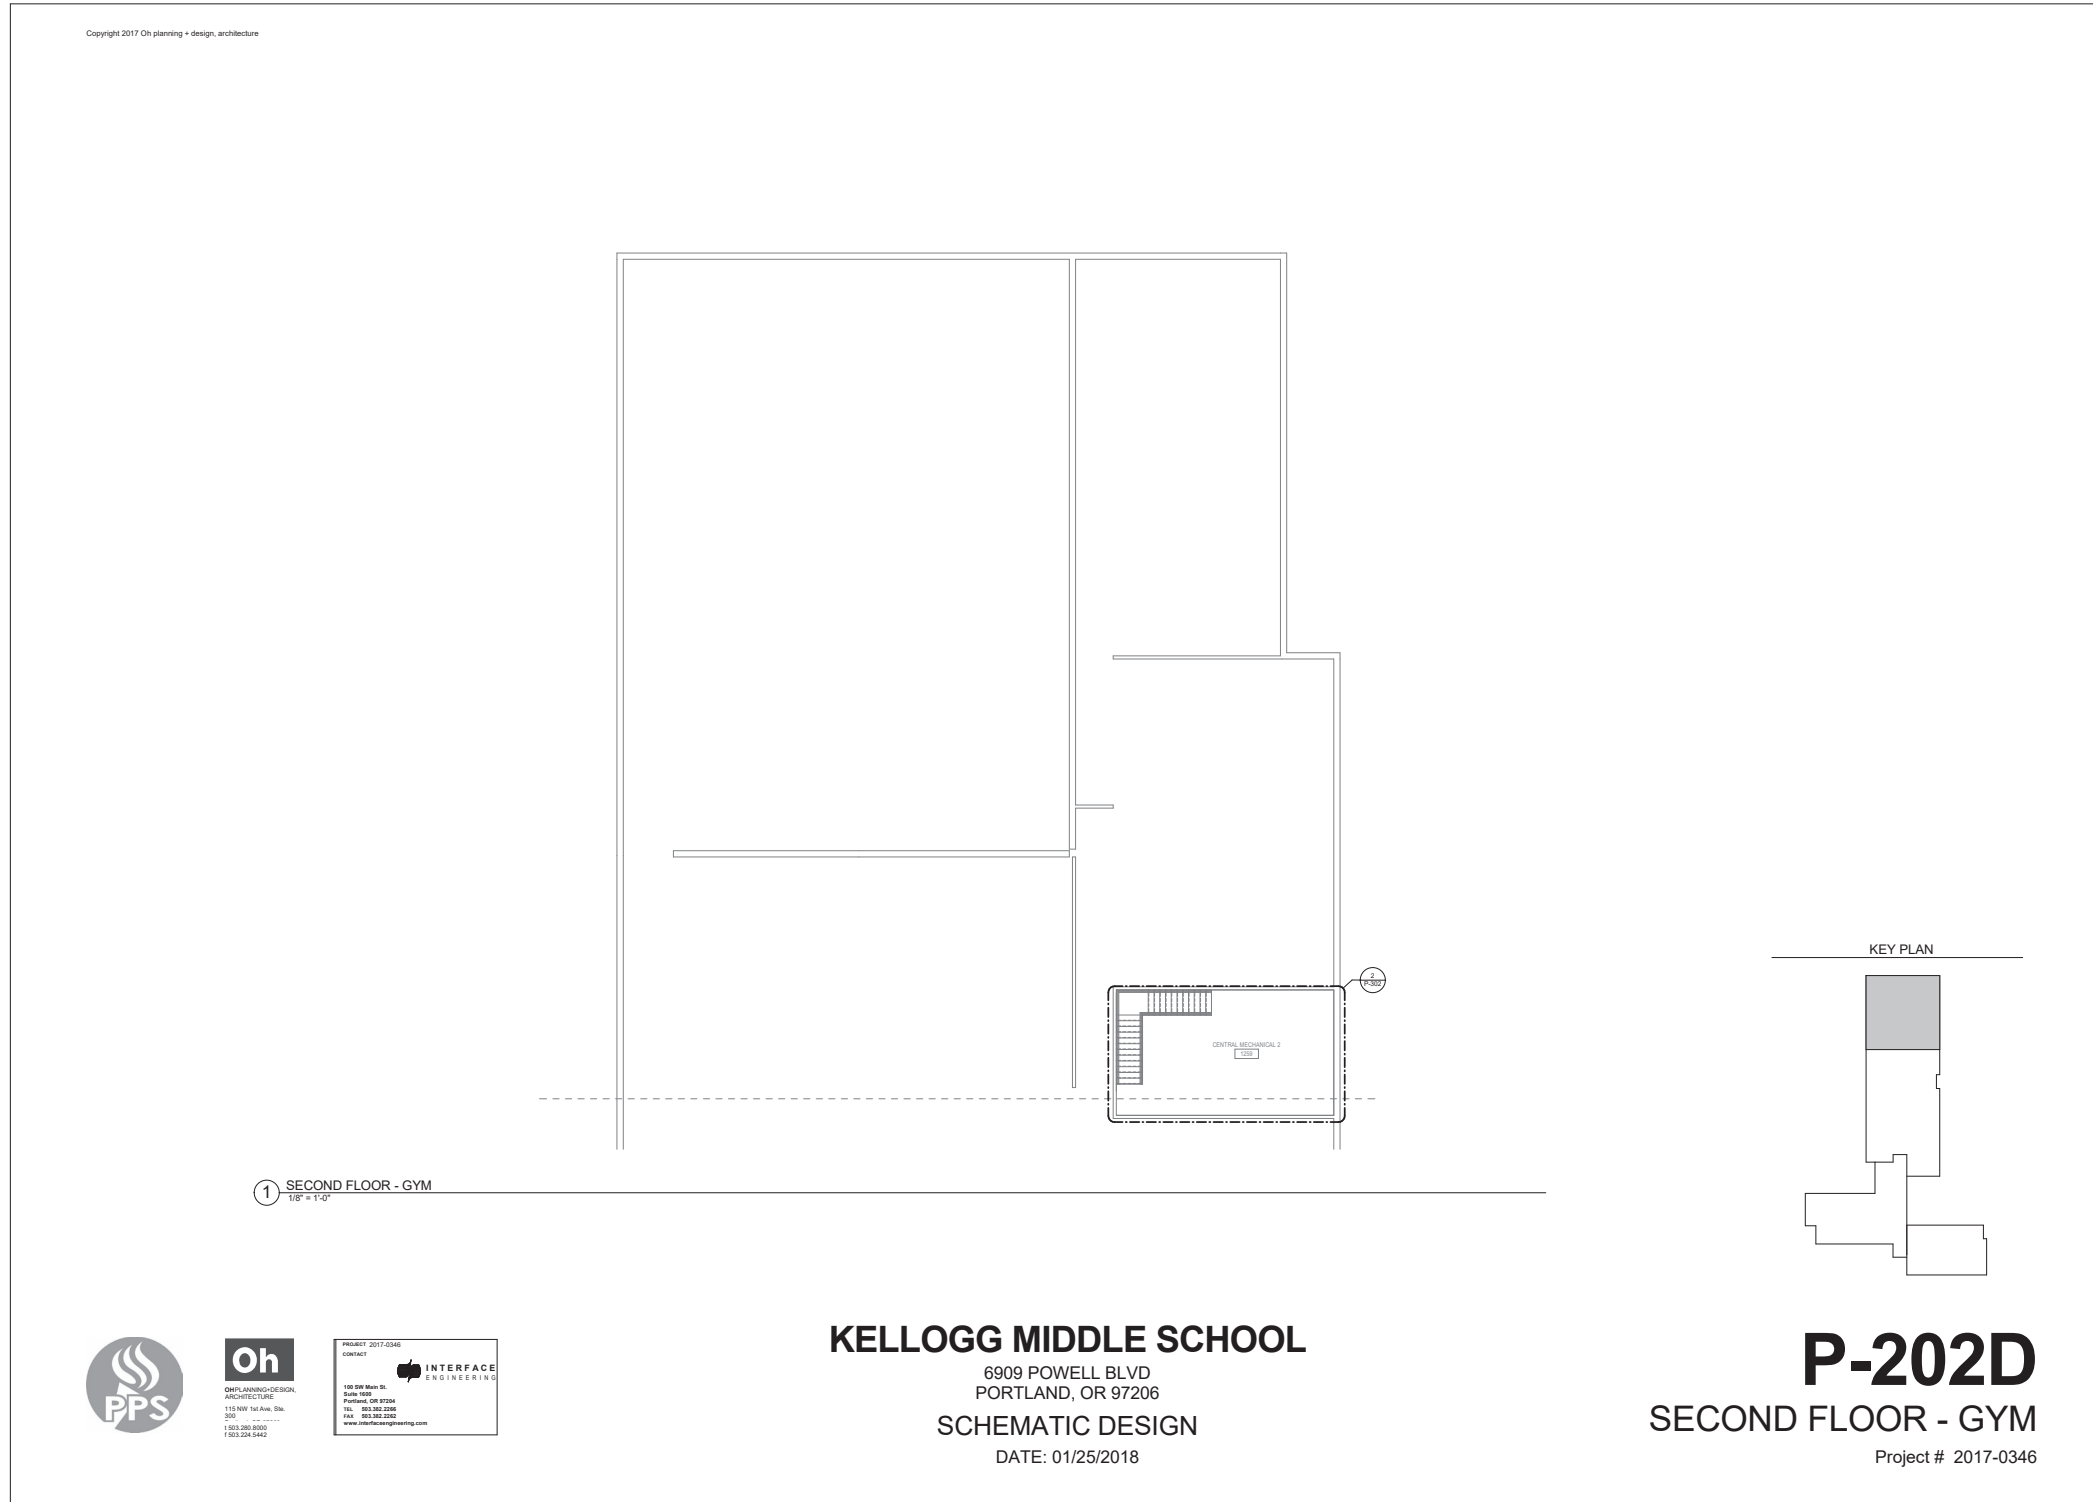 Copyright 2017 Oh planning + design, architecture
2
P-302
CENTRAL MECHANICAL 2
1259
KEY PLAN
1
SECOND FLOOR - GYM
1/8" = 1'-0"
PPS
Oh
OHPLANNING+DESIGN,
ARCHITECTURE
115 NW 1st Ave, Ste.
300
t 503.280.8000
f 503.224.5442
PROJECT 2017-0346
CONTACT
INTERFACE
ENGINEERING
100 SW Main St.
Suite 1600
Portland, OR 97204
TEL 503.382.2266
FAX 503.382.2262
www.interfaceengineering.com
KELLOGG MIDDLE SCHOOL
6909 POWELL BLVD
PORTLAND, OR 97206
SCHEMATIC DESIGN
DATE: 01/25/2018
P-202D
SECOND FLOOR - GYM
Project # 2017-0346